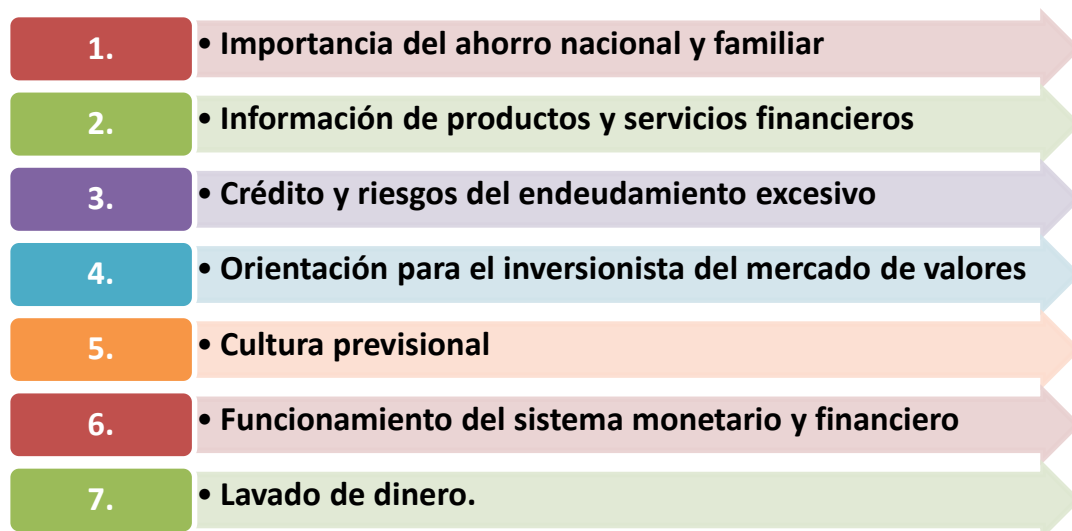 1. • Importancia del ahorro nacional y familiar
2. • Información de productos y servicios financieros
3. • Crédito y riesgos del endeudamiento excesivo
4. • Orientación para el inversionista del mercado de valores
5. • Cultura previsional
6. • Funcionamiento del sistema monetario y financiero
7. • Lavado de dinero.